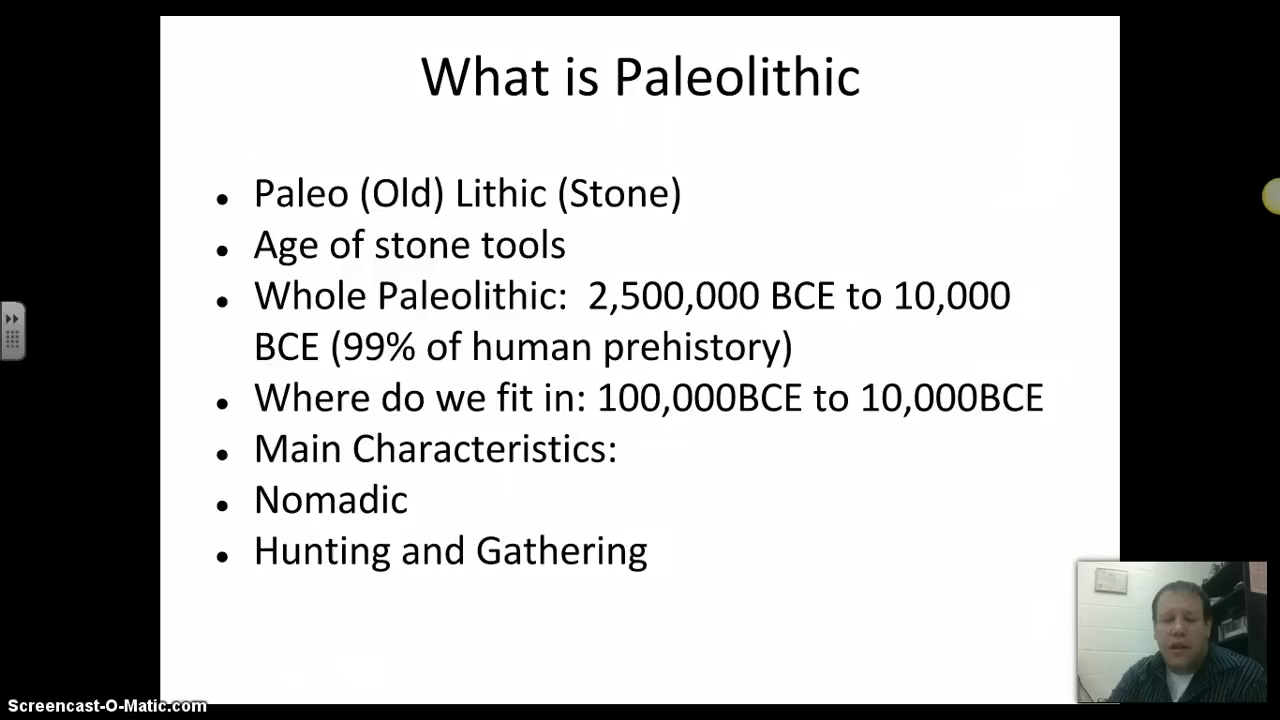 What is Paleolithic
• Paleo (Old) Lithic (Stone)
• Age of stone tools
• Whole Paleolithic:  2,500,000 BCE to 10,000
BCE (99% of human prehistory)
• Where do we fit in: 100,000BCE to 10,000BCE
• Main Characteristics:
• Nomadic
• Hunting and Gathering
Screencast-O-Matic.com